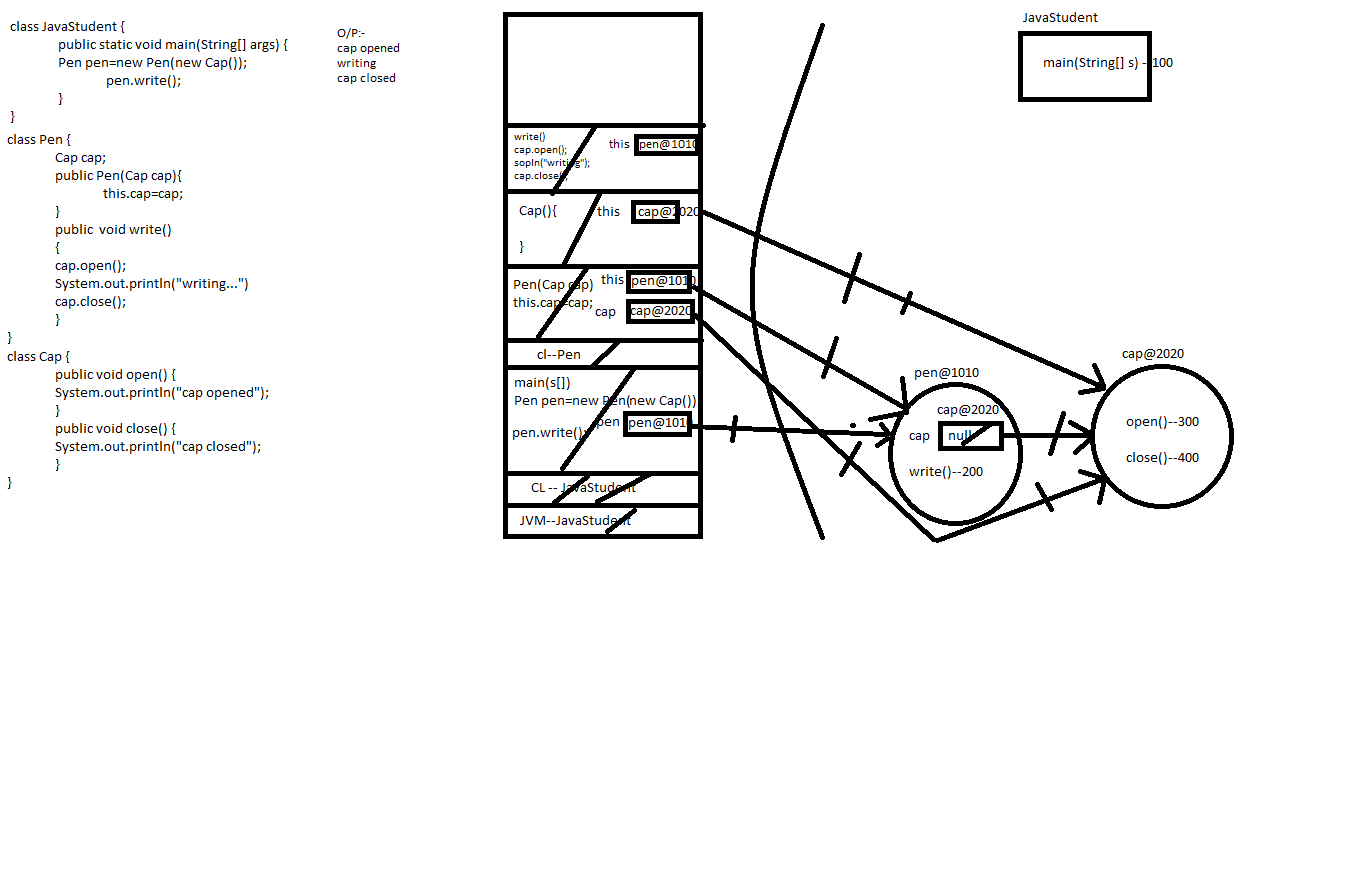 class JavaStudent {
public static void main(String[] args) {
Pen pen=new Pen(new Cap());
pen.write();
}
}
class Pen {
Cap cap;
public Pen(Cap cap){
this.cap=cap;
}
public void write()
{
cap.open();
System.out.println("writing...")
cap.close();
}
}
class Cap {
public void open() {
System.out.println("cap opened");
}
public void close() {
System.out.println("cap closed");
}
}
O/P:-
cap opened
writing
cap closed
write()
cap.open();
sopln("writing");
cap.close(
this pen@1010
Cap(){
this cap@2020
}
Pen(Cap cap)
this pen@1010
this.cap=cap;
cap cap@2020
cl--Pen
main(s[])
Pen pen=new Pen(new Cap())
pen pen@101
pen.write();
CL -- JavaStudent
JVM--JavaStudent
JavaStudent
main(String[] s) --100
pen@1010
cap@2020
cap null
write()--200
cap@2020
open()--300
close()--400